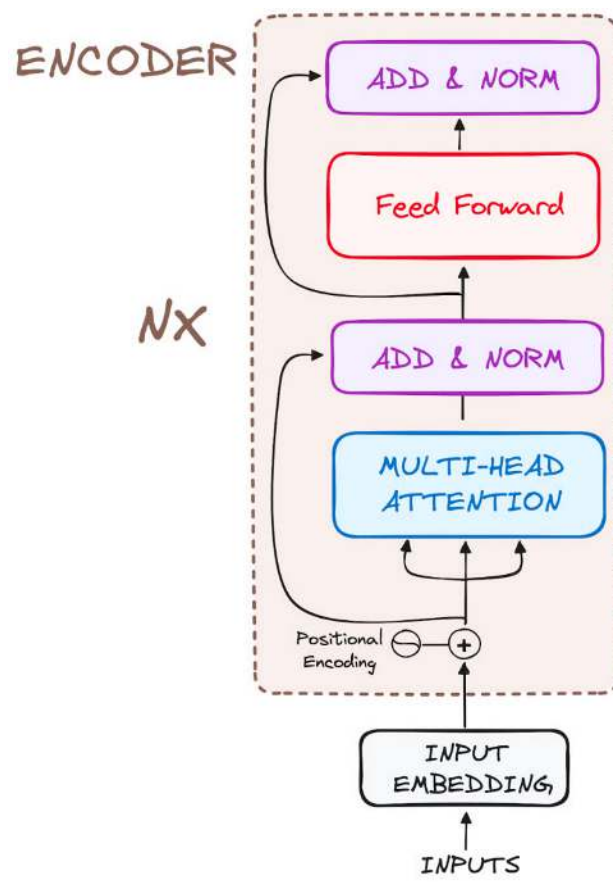 ENCODER
ADD & NORM
Feed Forward
NX
ADD & NORM
MULTI-HEAD
ATTENTION
Positional
Encoding
+
INPUT
EMBEDDING
INPUTS